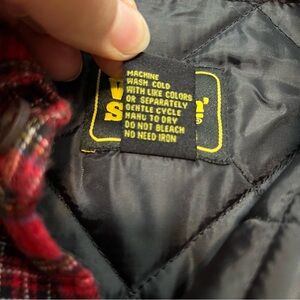 MACHINE
WASH COLD
WITH LIKE COLORS
OR SEPARATELY
GENTLE CYCLE
HANG TO DRY
DO NOT BLEACH
NO NEED IRON